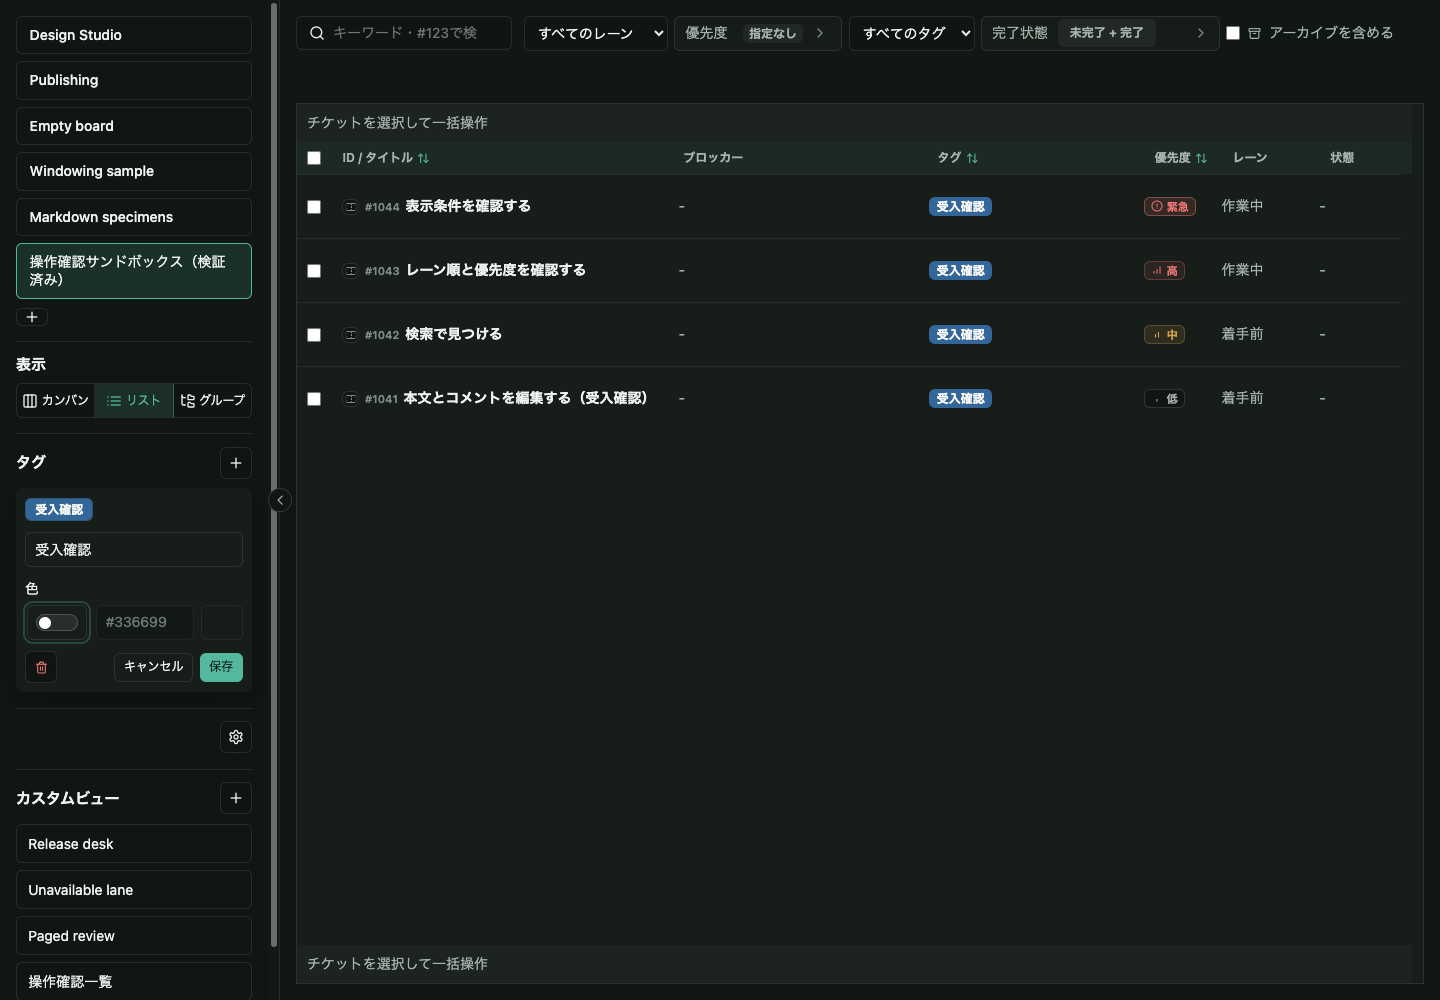 Design Studio
Publishing
Empty board
Windowing sample
Markdown specimens
操作確認サンドボックス（検証
済み）
表示
カンバン リスト グループ
タグ
受入確認
受入確認
色
#336699
キャンセル 保存
カスタムビュー
Release desk
Unavailable lane
Paged review
操作確認一覧
キーワード・#123で検 すべてのレーン 優先度 指定なし すべてのタグ 完了状態 未完了 + 完了 アーカイブを含める
チケットを選択して一括操作
ID / タイトル ブロッカー タグ 優先度 レーン 状態
#1044 表示条件を確認する - 受入確認 緊急 作業中 -
#1043 レーン順と優先度を確認する - 受入確認 高 作業中 -
#1042 検索で見つける - 受入確認 中 着手前 -
#1041 本文とコメントを編集する（受入確認） - 受入確認 低 着手前 -
チケットを選択して一括操作